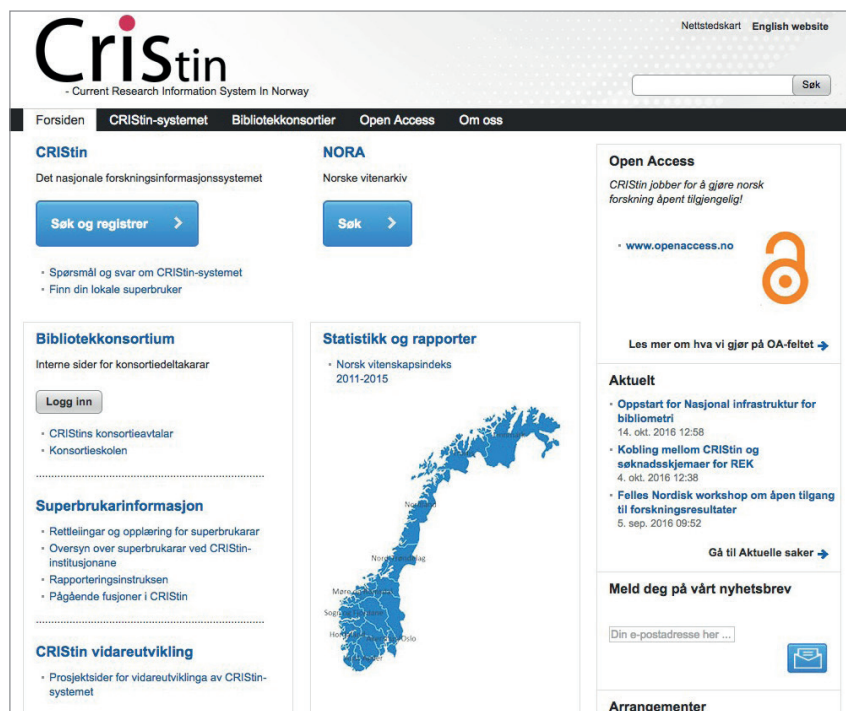 Nettstedskart English website
CRIStin
- Current Research Information System In Norway
Søk
Forsiden CRIStin-systemet Bibliotekkonsortier Open Access Om oss
CRIStin
Det nasjonale forskningsinformasjonssystemet
Søk og registrer
Spørsmål og svar om CRIStin-systemet
Finn din lokale superbruker
NORA
Norske vitenarkiv
Søk
Bibliotekkonsortium
Interne sider for konsortiedeltakarar
Logg inn
CRIStins konsortieavtalar
Konsortieskolen
Superbrukarinformasjon
Rettleiingar og opplæring for superbrukarar
Oversyn over superbrukarar ved CRIStin-
institusjonane
Rapporteringsinstruksen
Pågående fusjoner i CRIStin
CRIStin vidareutvikling
Prosjektsider for vidareutviklinga av CRIStin-
systemet
Statistikk og rapporter
Norsk vitenskapsindeks
2011-2015
Open Access
CRIStin jobber for å gjøre norsk
forskning åpent tilgjengelig!
www.openaccess.no
Les mer om hva vi gjør på OA-feltet
Aktuelt
Oppstart for Nasjonal infrastruktur for
bibliometri
14. okt. 2016 12:58
Kobling mellom CRIStin og
søknadsskjemaer for REK
4. okt. 2016 12:38
Felles Nordisk workshop om åpen tilgang
til forskningsresultater
5. sep. 2016 09:52
Gå til Aktuelle saker
Meld deg på vårt nyhetsbrev
Din e-postadresse her ...
Arrangementer